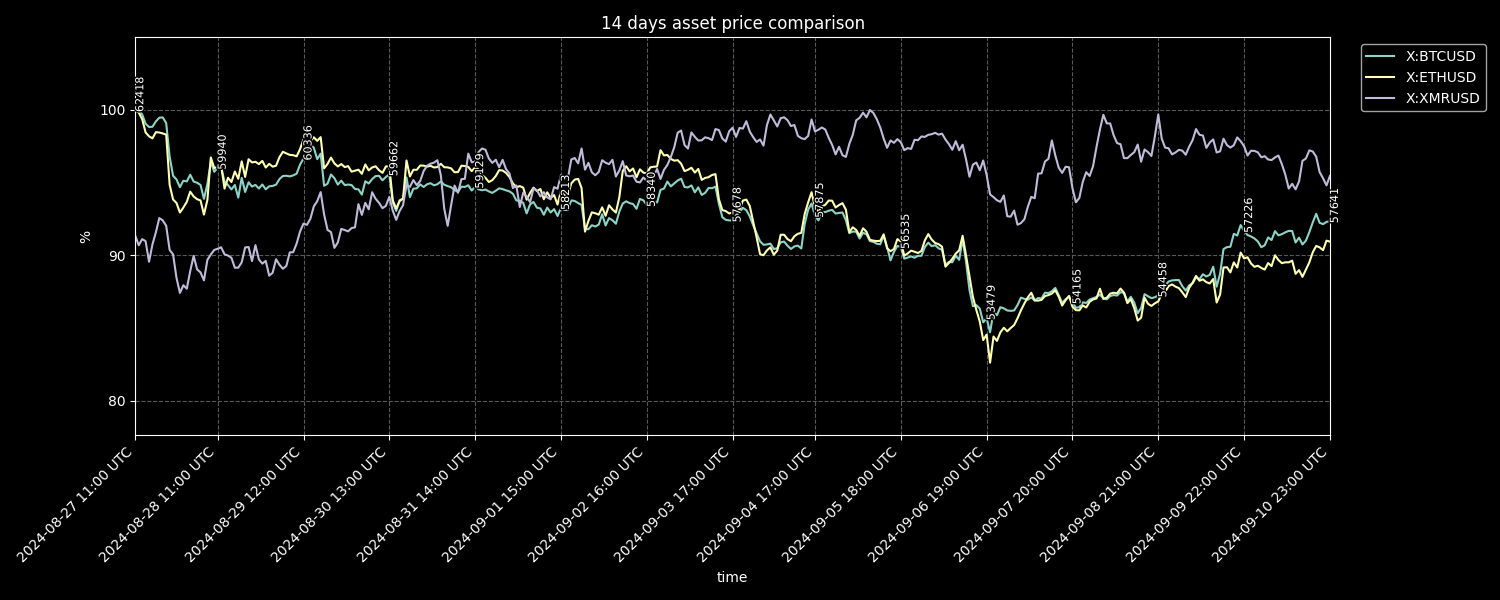 14 days asset price comparison
X:BTCUSD
X:ETHUSD
X:XMRUSD
100
90
80
%
62418
59940
60336
59662
59129
58213
58340
57678
57875
56535
53479
54165
54458
57226
57641
2024-08-27 11:00 UTC
2024-08-28 11:00 UTC
2024-08-29 12:00 UTC
2024-08-30 13:00 UTC
2024-08-31 14:00 UTC
2024-09-01 15:00 UTC
2024-09-02 16:00 UTC
2024-09-03 17:00 UTC
2024-09-04 17:00 UTC
2024-09-05 18:00 UTC
2024-09-06 19:00 UTC
2024-09-07 20:00 UTC
2024-09-08 21:00 UTC
2024-09-09 22:00 UTC
2024-09-10 23:00 UTC
time